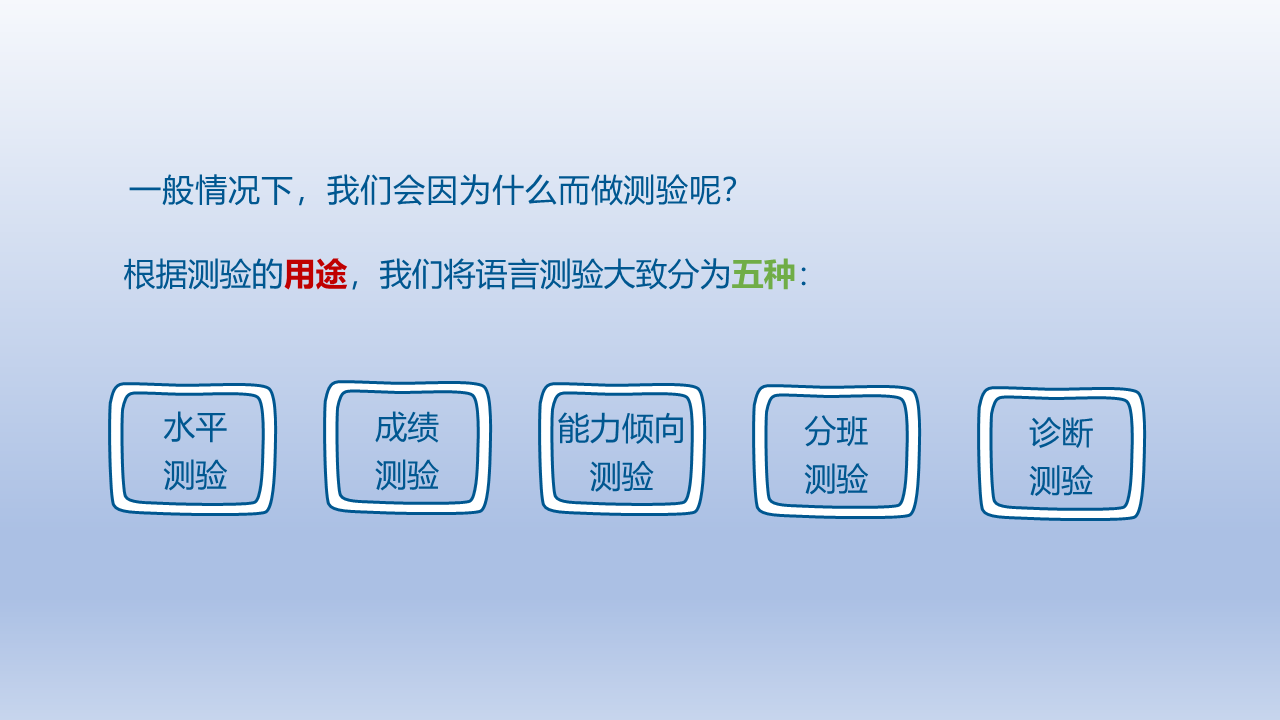 一般情况下，我们会因为什么而做测验呢？
根据测验的用途，我们将语言测验大致分为五种：
水平
测验
成绩
测验
能力倾向
测验
分班
测验
诊断
测验